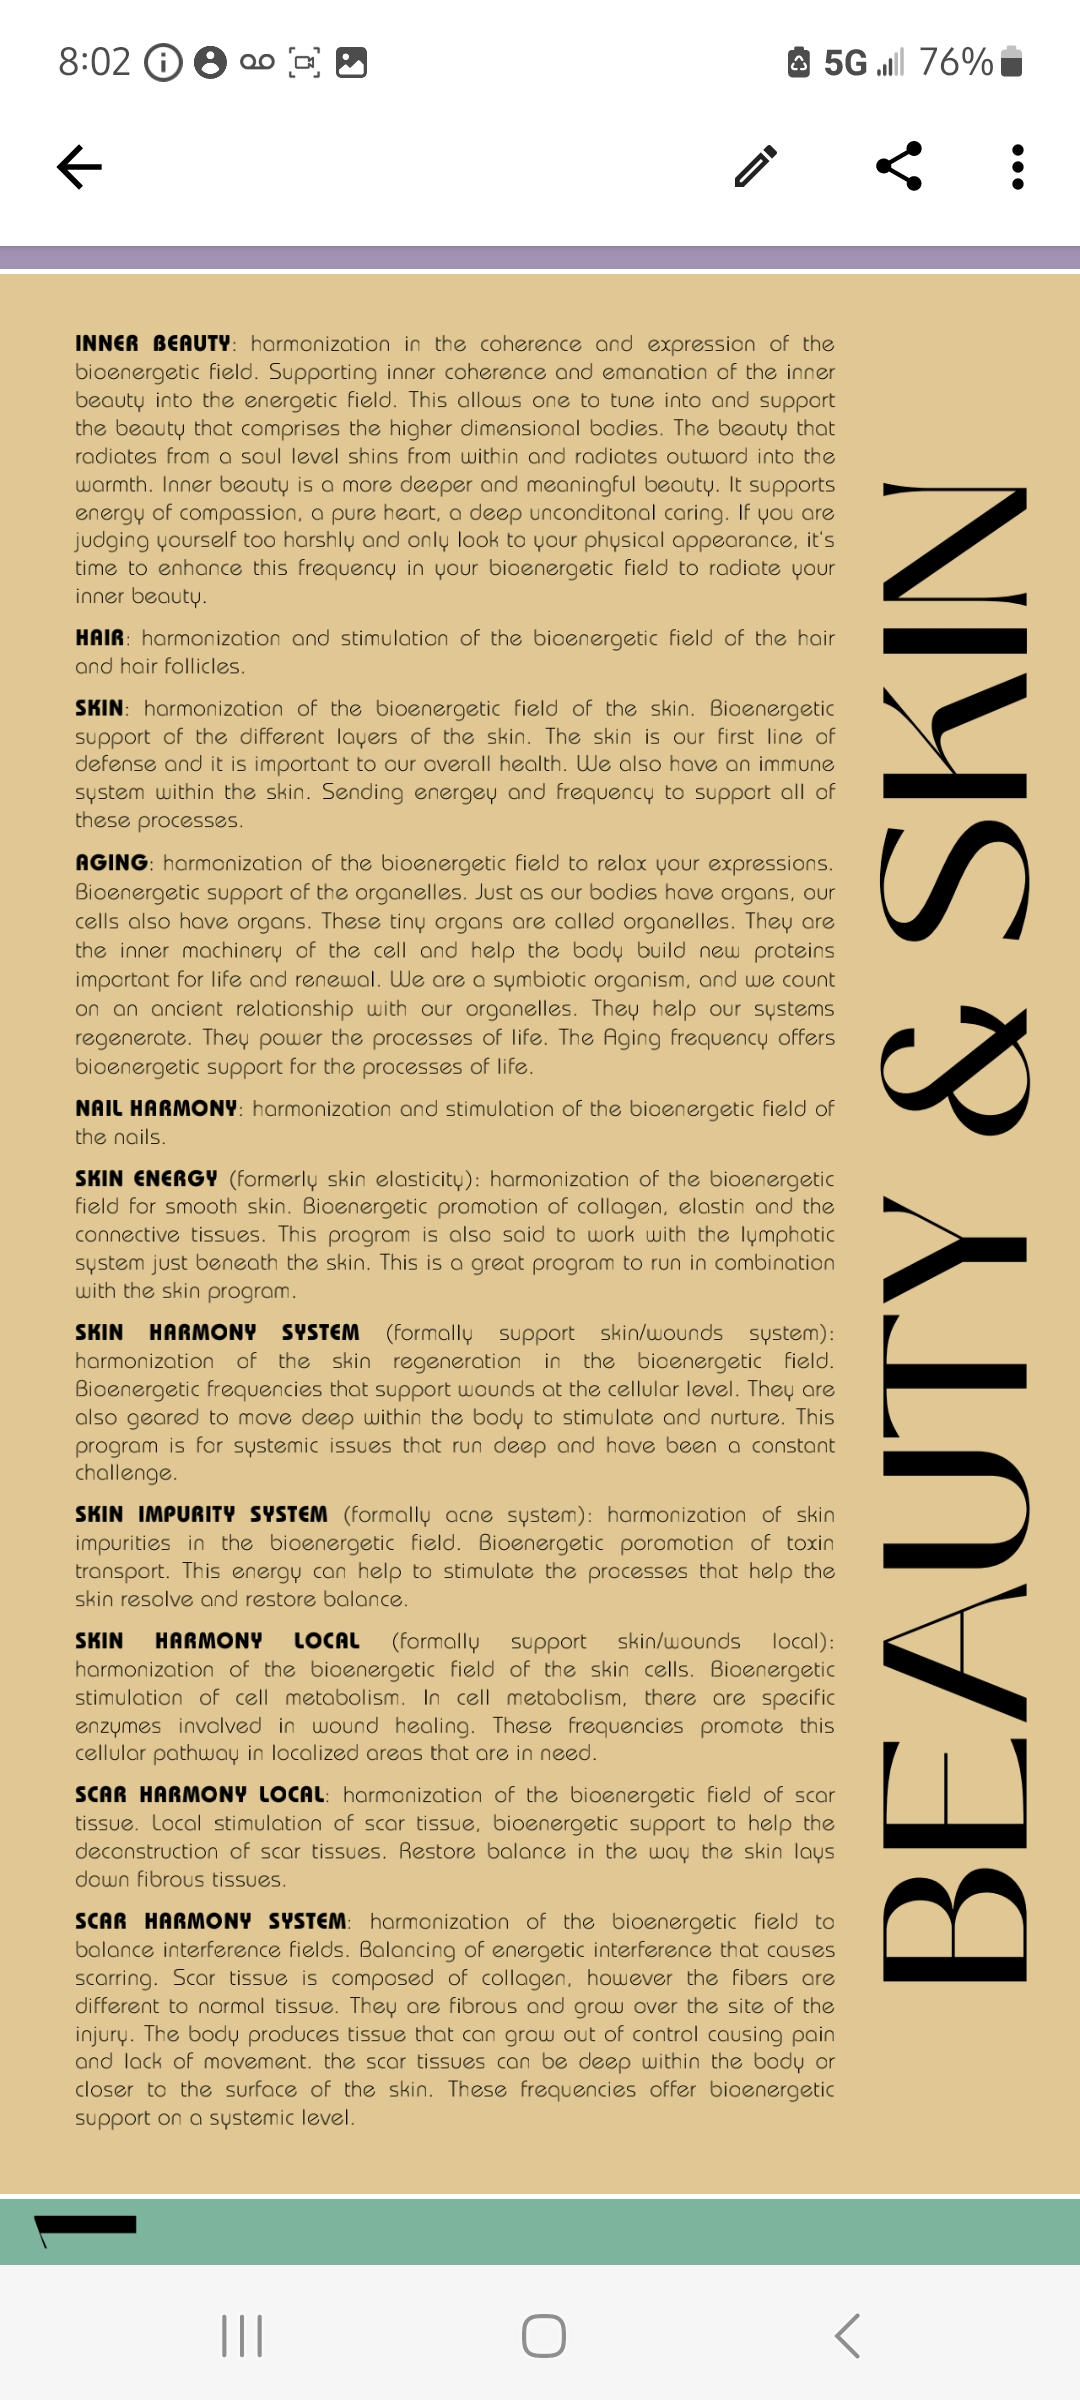 8:02
5G 76%
INNER BEAUTY: harmonization in the coherence and expression of the
bioenergetic field. Supporting inner coherence and emanation of the inner
beauty into the energetic field. This allows one to tune into and support
the beauty that comprises the higher dimensional bodies. The beauty that
radiates from a soul level shins from within and radiates outward into the
warmth. Inner beauty is a more deeper and meaningful beauty. It supports
energy of compassion, a pure heart, a deep unconditonal caring. If you are
judging yourself too harshly and only look to your physical appearance, it's
time to enhance this frequency in your bioenergetic field to radiate your
inner beauty.
HAIR: harmonization and stimulation of the bioenergetic field of the hair
and hair follicles.
SKIN: harmonization of the bioenergetic field of the skin. Bioenergetic
support of the different layers of the skin. The skin is our first line of
defense and it is important to our overall health. We also have an immune
system within the skin. Sending energey and frequency to support all of
these processes.
AGING: harmonization of the bioenergetic field to relax your expressions.
Bioenergetic support of the organelles. Just as our bodies have organs, our
cells also have organs. These tiny organs are called organelles. They are
the inner machinery of the cell and help the body build new proteins
important for life and renewal. We are a symbiotic organism, and we count
on an ancient relationship with our organelles. They help our systems
regenerate. They power the processes of life. The Aging frequency offers
bioenergetic support for the processes of life.
NAIL HARMONY: harmonization and stimulation of the bioenergetic field of
the nails.
SKIN ENERGY (formerly skin elasticity): harmonization of the bioenergetic
field for smooth skin. Bioenergetic promotion of collagen, elastin and the
connective tissues. This program is also said to work with the lymphatic
system just beneath the skin. This is a great program to run in combination
with the skin program.
SKIN HARMONY SYSTEM (formally support skin/wounds system):
harmonization of the skin regeneration in the bioenergetic field.
Bioenergetic frequencies that support wounds at the cellular level. They are
also geared to move deep within the body to stimulate and nurture. This
program is for systemic issues that run deep and have been a constant
challenge.
SKIN IMPURITY SYSTEM (formally acne system): harmonization of skin
impurities in the bioenergetic field. Bioenergetic poromotion of toxin
transport. This energy can help to stimulate the processes that help the
skin resolve and restore balance.
SKIN HARMONY LOCAL (formally support skin/wounds local):
harmonization of the bioenergetic field of the skin cells. Bioenergetic
stimulation of cell metabolism. In cell metabolism, there are specific
enzymes involved in wound healing. These frequencies promote this
cellular pathway in localized areas that are in need.
SCAR HARMONY LOCAL: harmonization of the bioenergetic field of scar
tissue. Local stimulation of scar tissue, bioenergetic support to help the
deconstruction of scar tissues. Restore balance in the way the skin lays
down fibrous tissues.
SCAR HARMONY SYSTEM: harmonization of the bioenergetic field to
balance interference fields. Balancing of energetic interference that causes
scarring. Scar tissue is composed of collagen, however the fibers are
different to normal tissue. They are fibrous and grow over the site of the
injury. The body produces tissue that can grow out of control causing pain
and lack of movement. the scar tissues can be deep within the body or
closer to the surface of the skin. These frequencies offer bioenergetic
support on a systemic level.
BEAUTY & SKIN